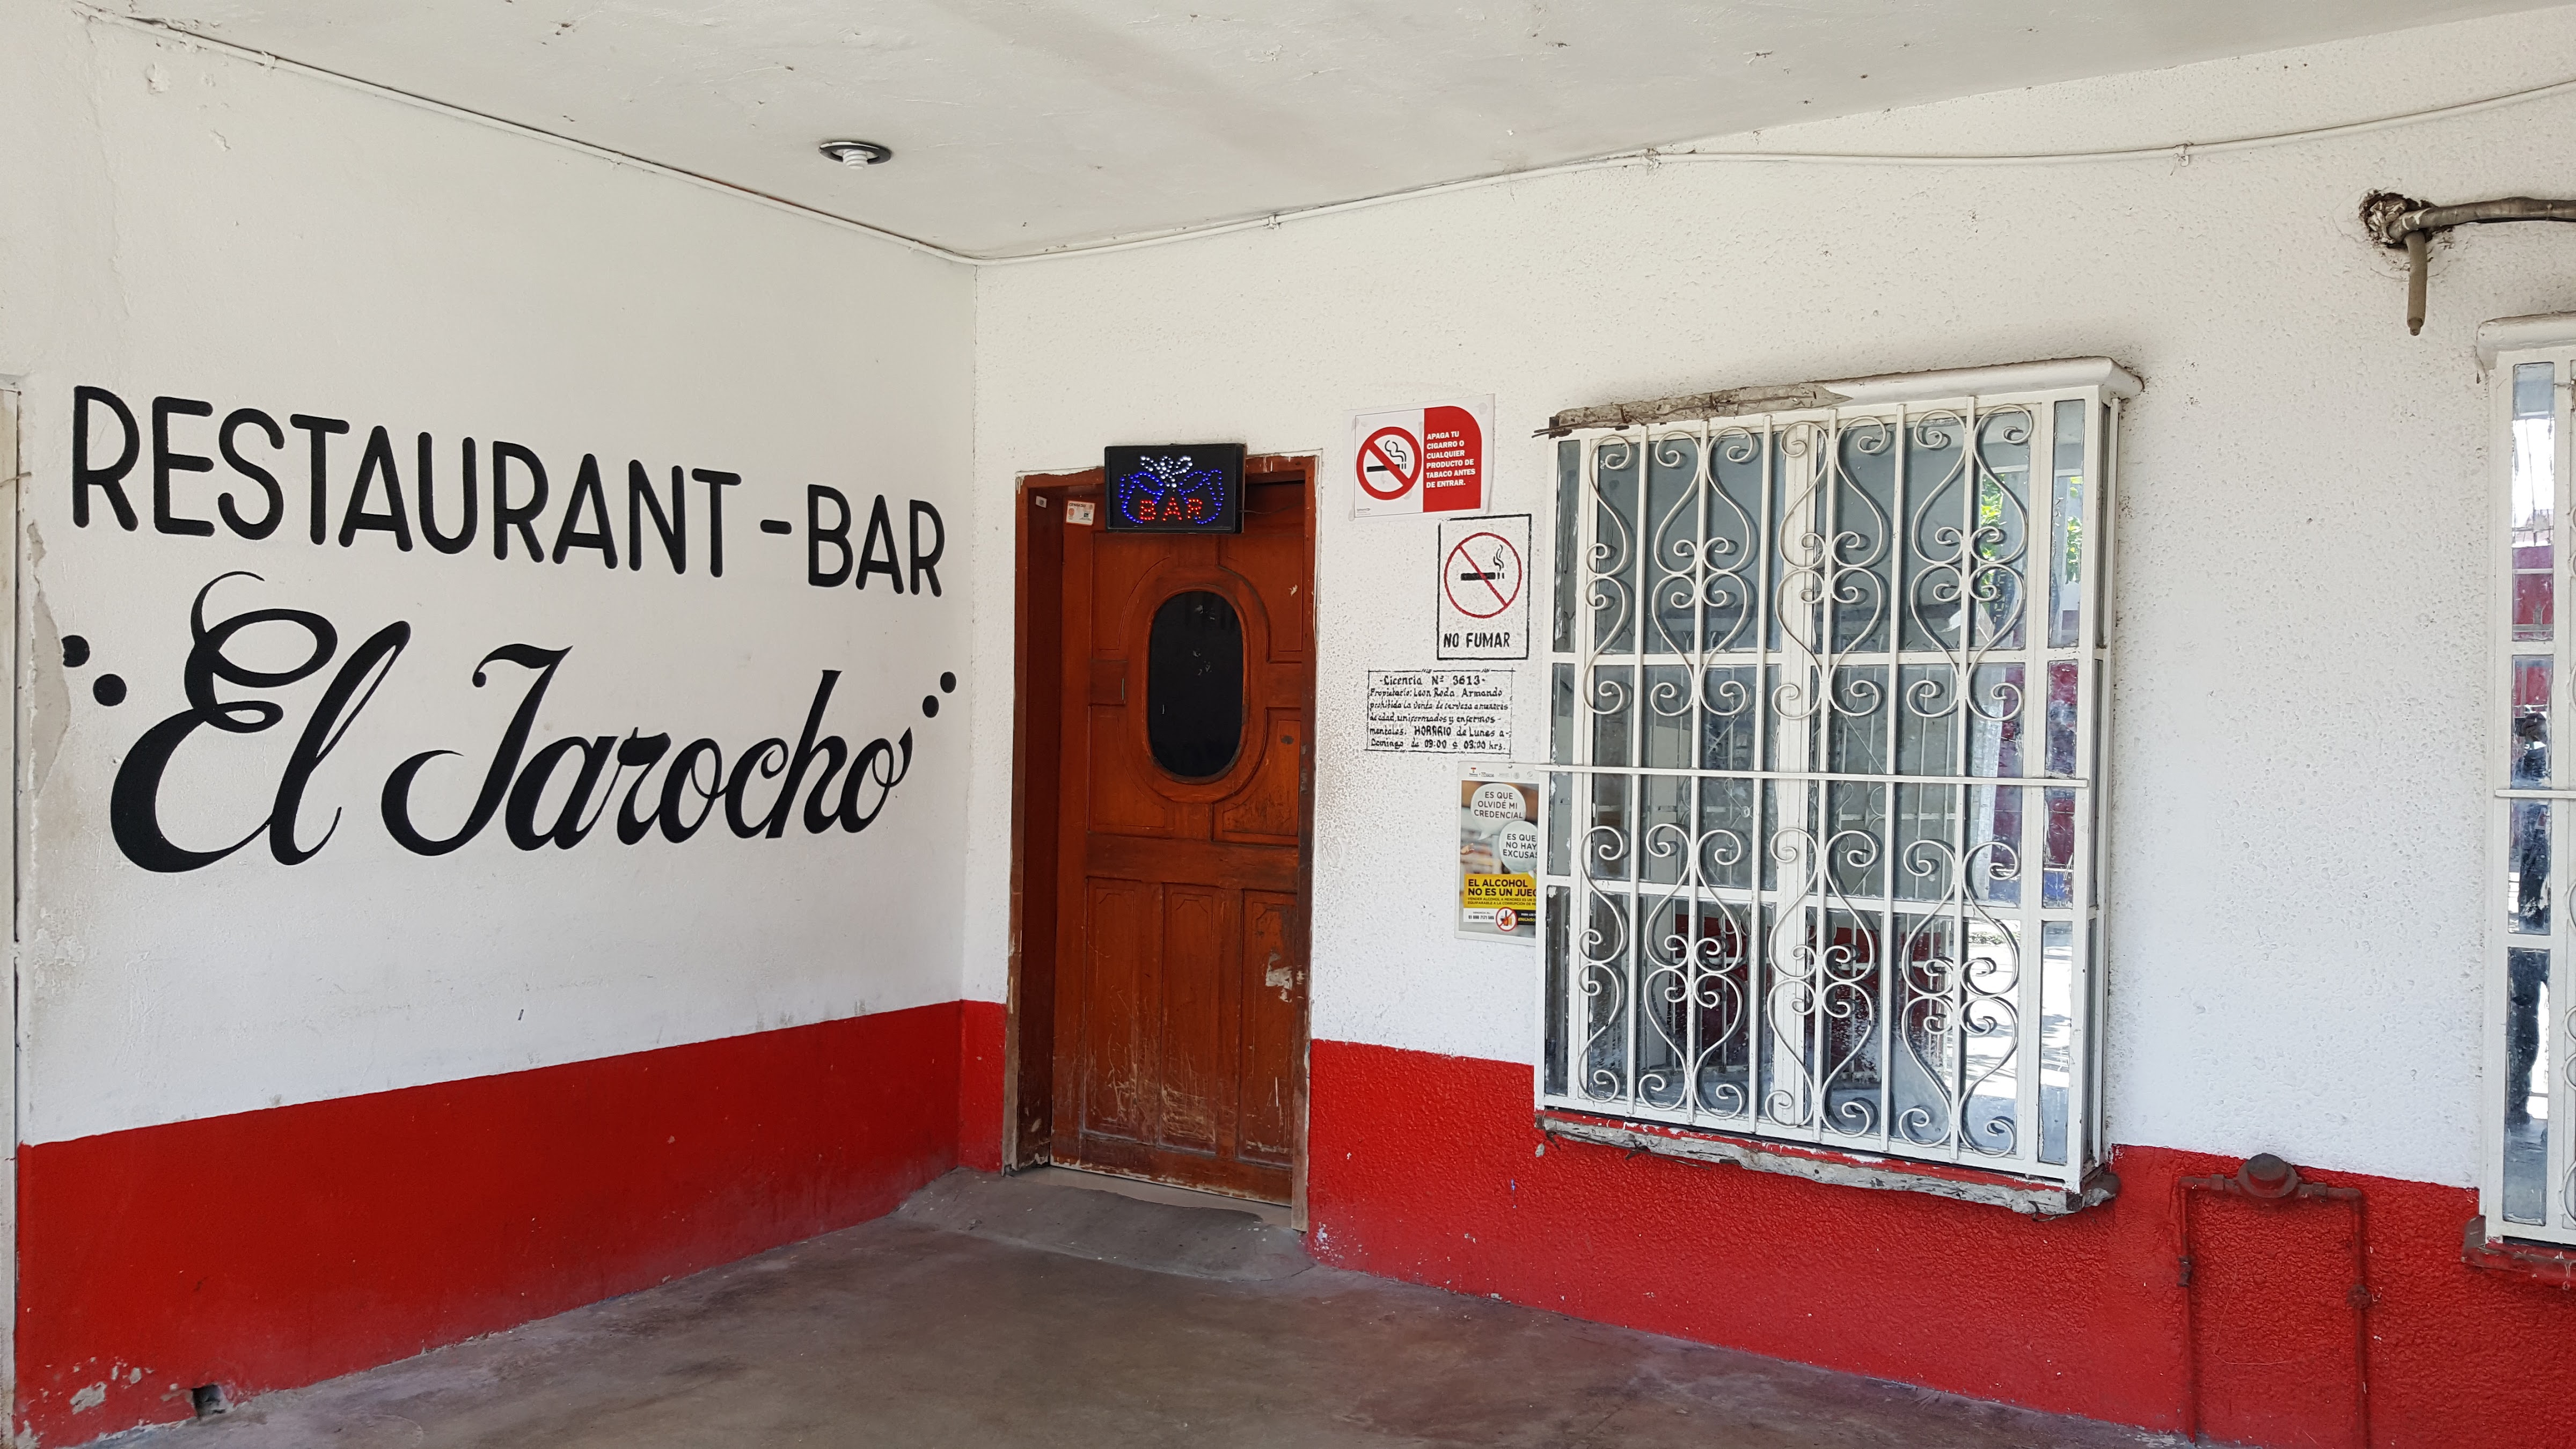 RESTAURANT - BAR
El Jarocho
BAR
APAGA TU
CIGARRO O
CUALQUIER
PRODUCTO DE
TABACO ANTES
DE ENTRAR.
NO FUMAR
-Licencia Nº 3613-
Propietario: León Roda Armando
prohibida la venta de cerveza a menores
de edad, uniformados y enfermos -
mentales. HORARIO de Lunes a-
Domingo de 09:00 a 03:00 hrs.
ES QUE
OLVIDÉ MI
CREDENCIAL
ES QUE
NO HAY
EXCUSAS
EL ALCOHOL
NO ES UN JUEG